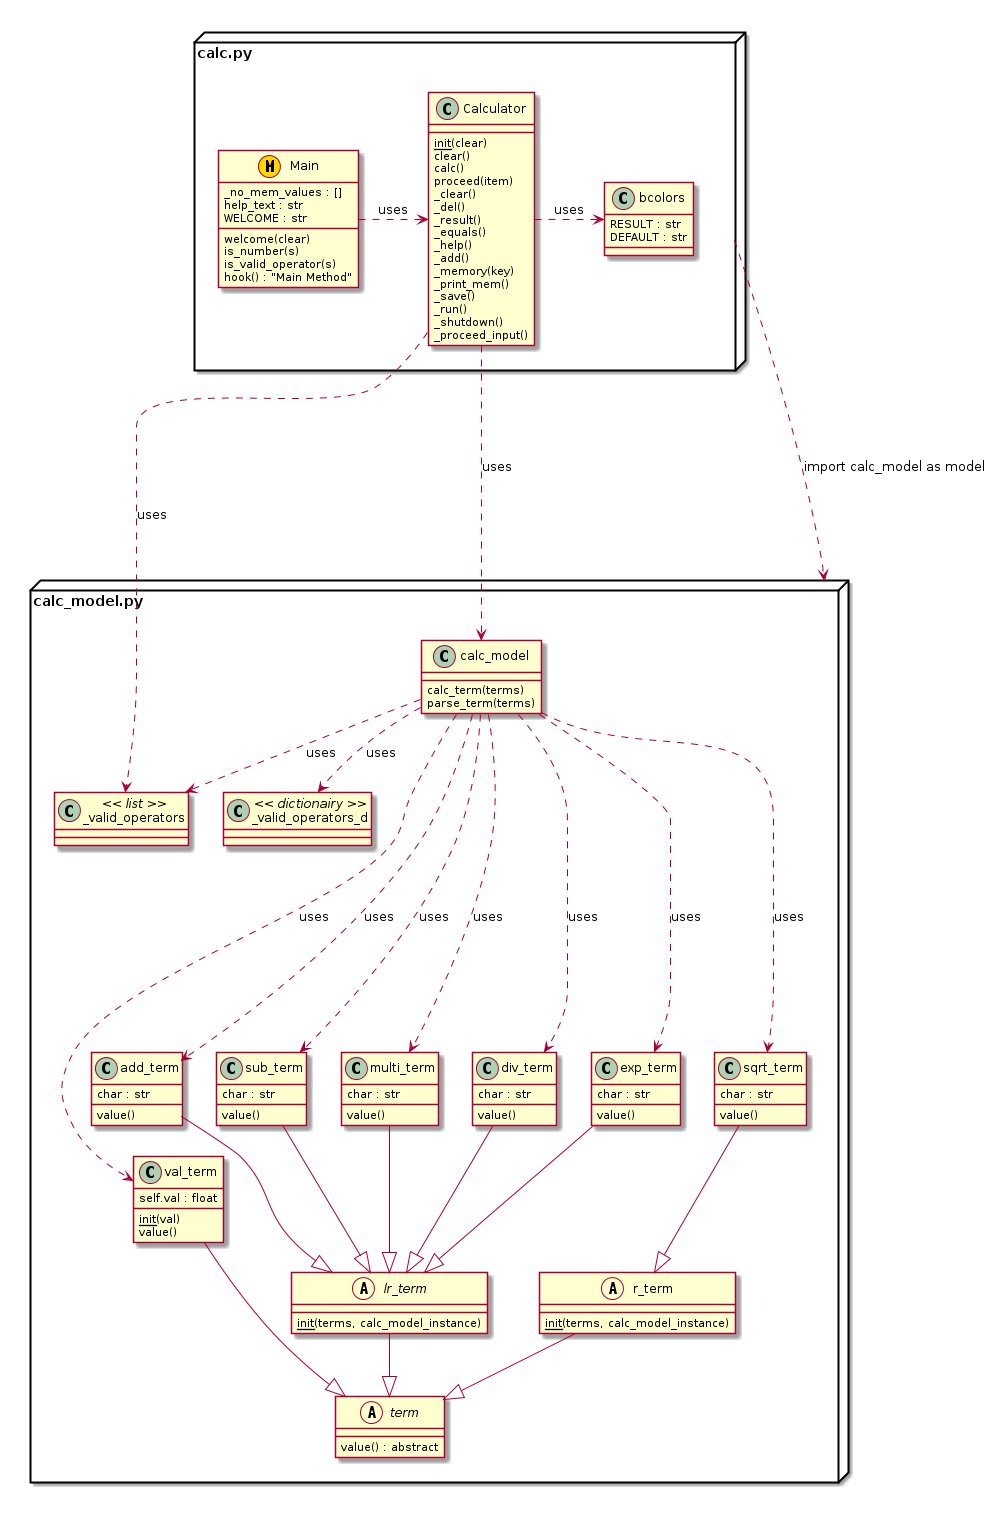 calc.py
C Calculator
init(clear)
clear()
calc()
proceed(item)
_clear()
_del()
_result()
_equals()
_help()
_add()
_memory(key)
_print_mem()
_save()
_run()
_shutdown()
_proceed_input()
M Main
_no_mem_values : []
help_text : str
WELCOME : str
welcome(clear)
is_number(s)
is_valid_operator(s)
hook() : "Main Method"
uses
uses
C bcolors
RESULT : str
DEFAULT : str
uses
import calc_model as model
uses
calc_model.py
C calc_model
calc_term(terms)
parse_term(terms)
uses
uses
C << list >>
_valid_operators
C << dictionairy >>
_valid_operators_d
uses
uses
uses
uses
uses
uses
uses
C add_term
char : str
value()
C sub_term
char : str
value()
C multi_term
char : str
value()
C div_term
char : str
value()
C exp_term
char : str
value()
C sqrt_term
char : str
value()
C val_term
self.val : float
init(val)
value()
A lr_term
init(terms, calc_model_instance)
A r_term
init(terms, calc_model_instance)
A term
value() : abstract